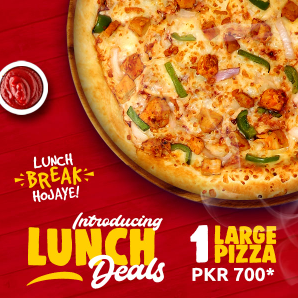 LUNCH
BREAK
HOJAYE!
Introducing
LUNCH
Deals
1 LARGE
PIZZA
PKR 700*